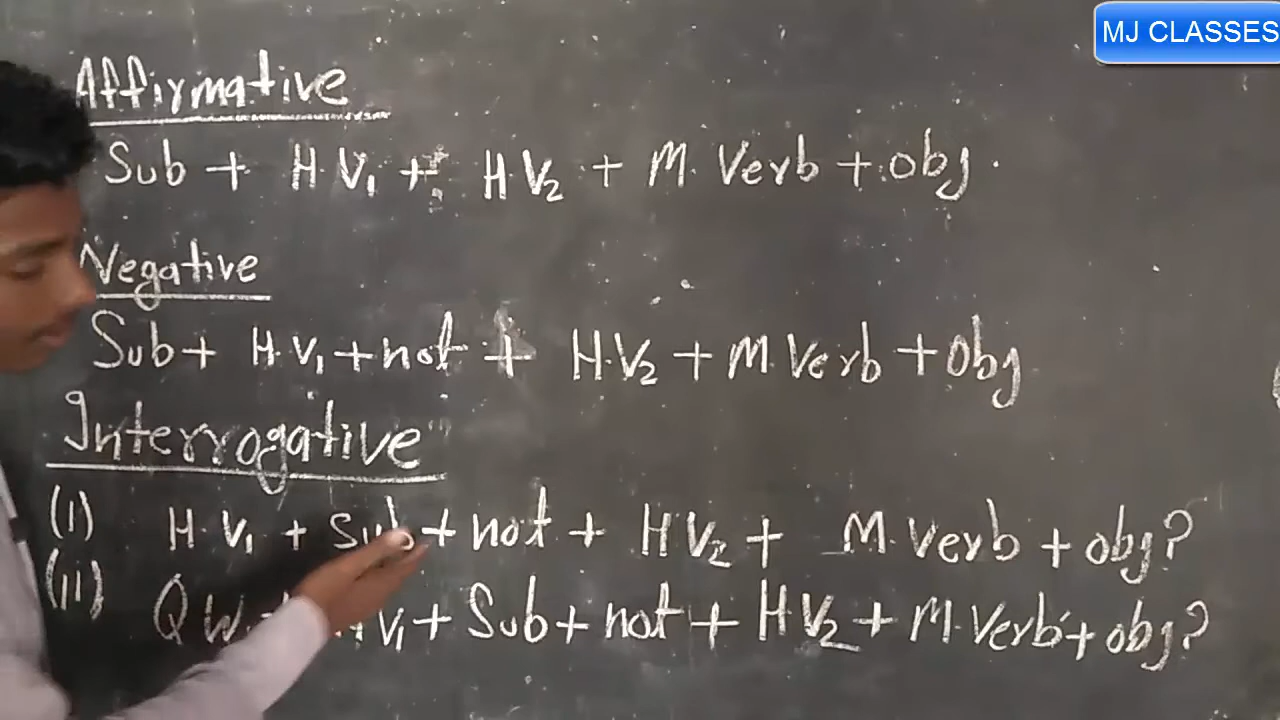 MJ CLASSES
Affirmative
Sub + H.V₁ + H.V₂ + M. Verb + obj.
Negative
Sub + H.V₁ + not + H.V₂ + M. Verb + obj
Interrogative
(i) H.V₁ + Sub + not + H.V₂ + M. Verb + obj?
(ii) QW V₁ + Sub + not + H.V₂ + M. Verb + obj?